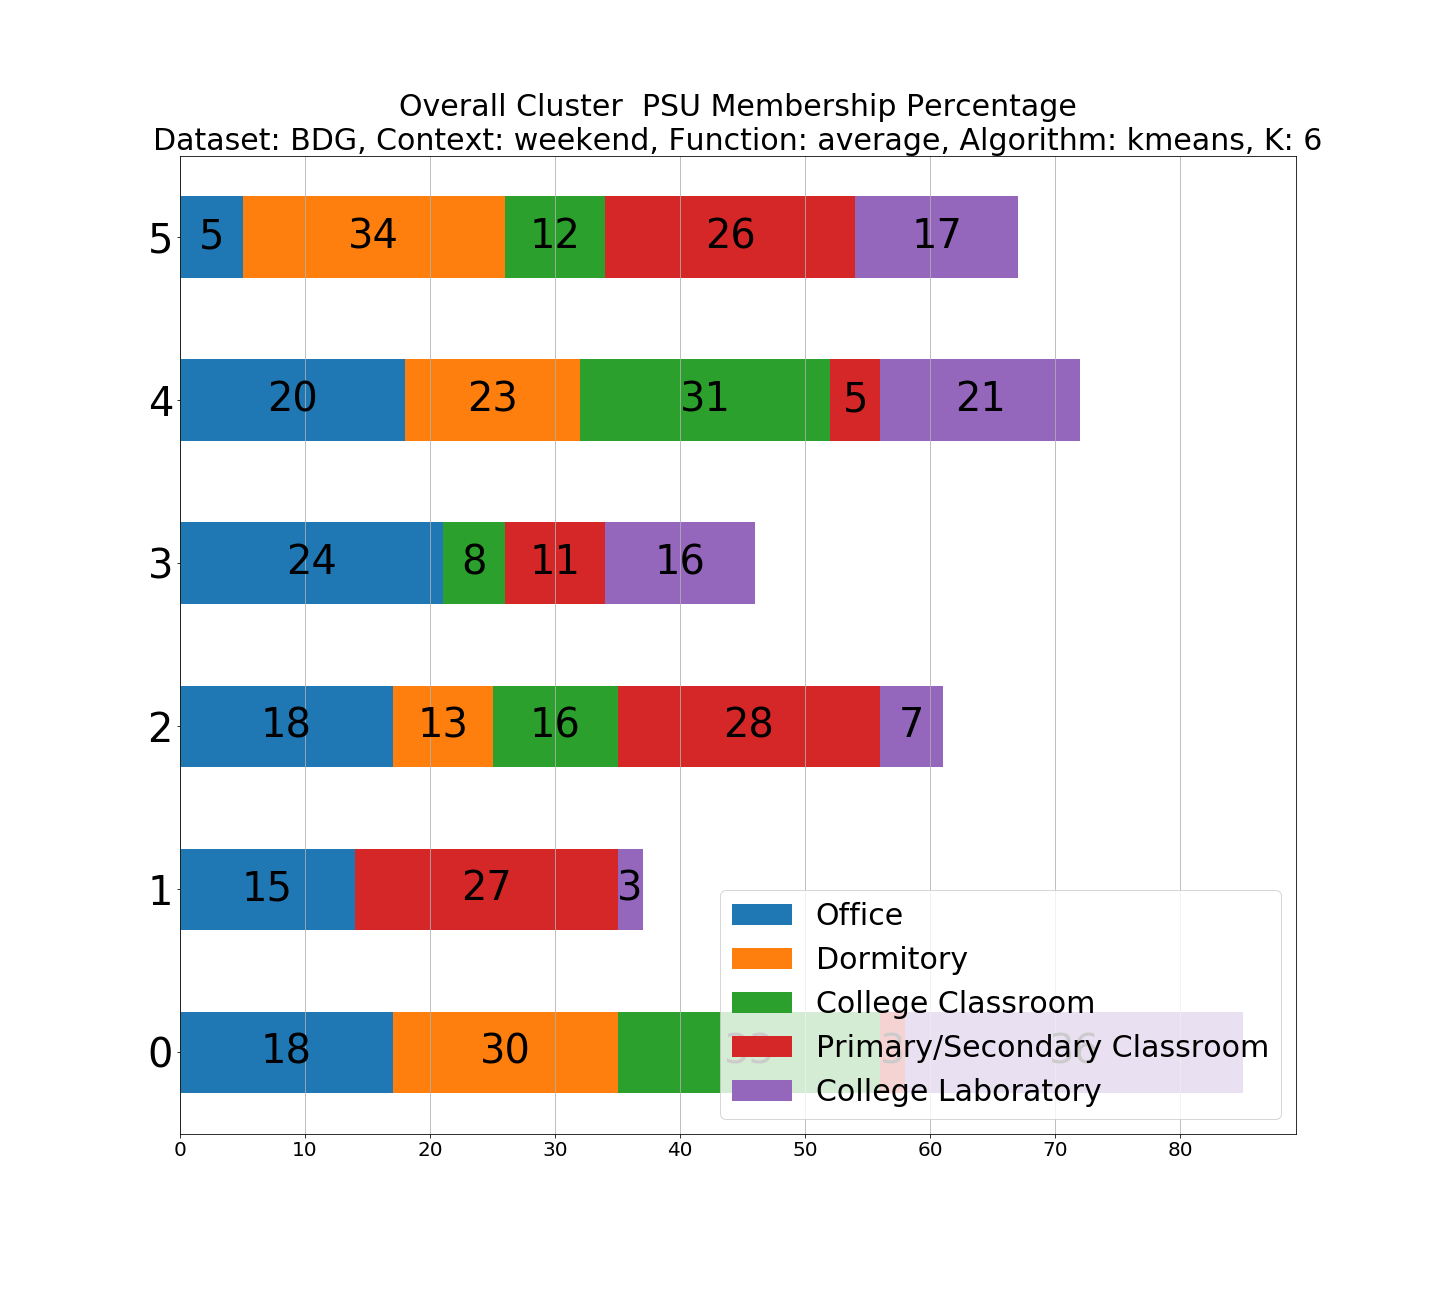 Overall Cluster  PSU Membership Percentage
Dataset: BDG, Context: weekend, Function: average, Algorithm: kmeans, K: 6
5 5 34 12 26 17
4 20 23 31 5 21
3 24 8 11 16
2 18 13 16 28 7
1 15 27 3
Office
Dormitory
College Classroom
0 18 30 33 3 36
Primary/Secondary Classroom
College Laboratory
0 10 20 30 40 50 60 70 80